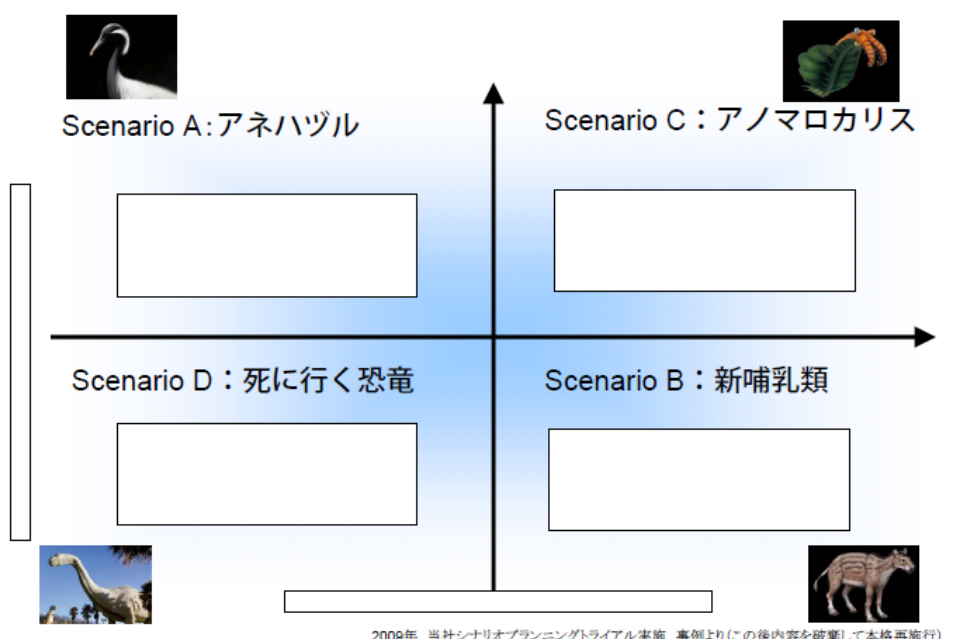 Scenario A:アネハヅル
Scenario C:アノマロカリス
Scenario D:死に行く恐竜
Scenario B:新哺乳類
2009年 当社シナリオプランニングトライアル実施 事例より(この後内容を破棄して本格再施行)